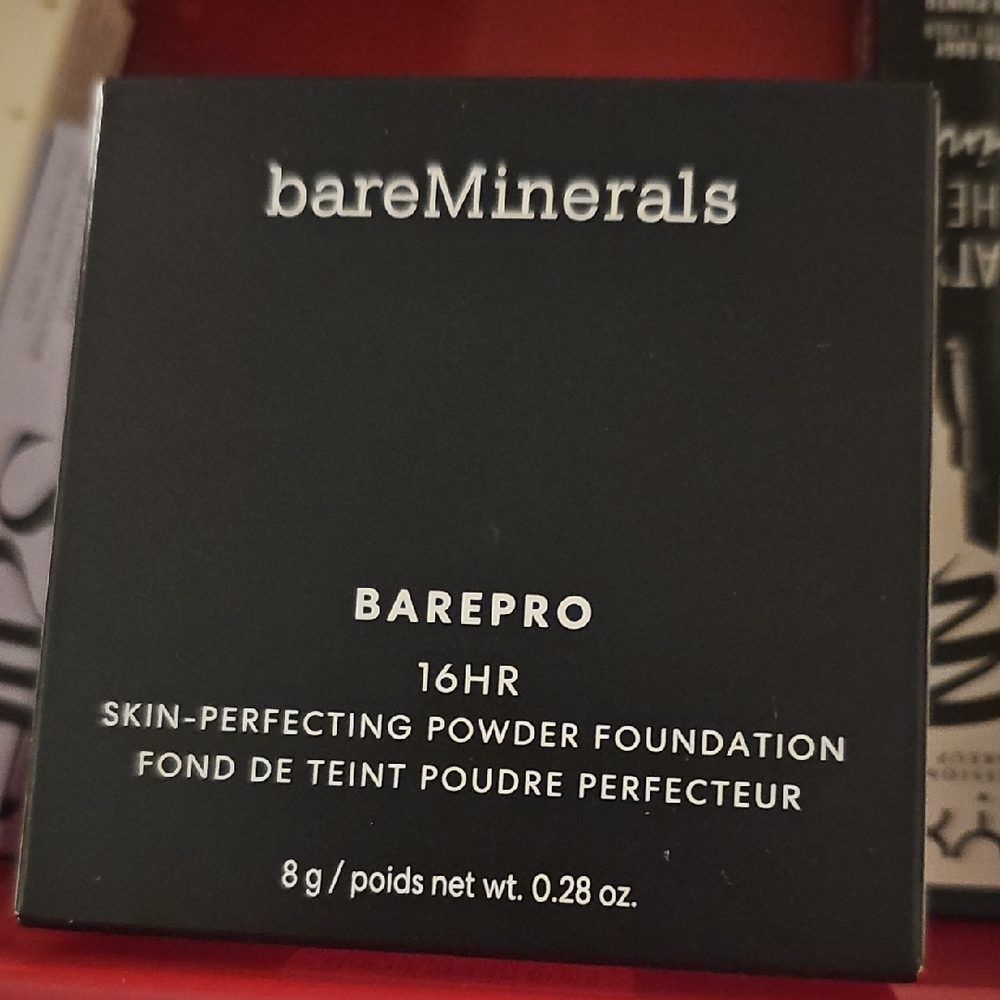 bareMinerals
BAREPRO
16HR
SKIN-PERFECTING POWDER FOUNDATION
FOND DE TEINT POUDRE PERFECTEUR
8 g / poids net wt. 0.28 oz.